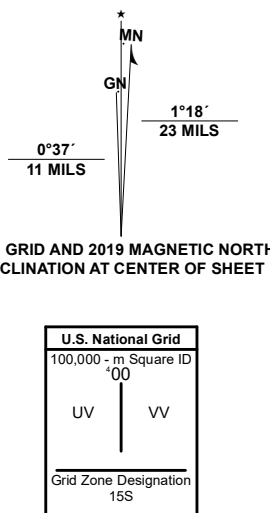 ★
MN
GN
1°18´
23 MILS
0°37´
11 MILS
GRID AND 2019 MAGNETIC NORTH
CLINATION AT CENTER OF SHEET
U.S. National Grid
100,000 - m Square ID
⁴00
UV VV
Grid Zone Designation
15S